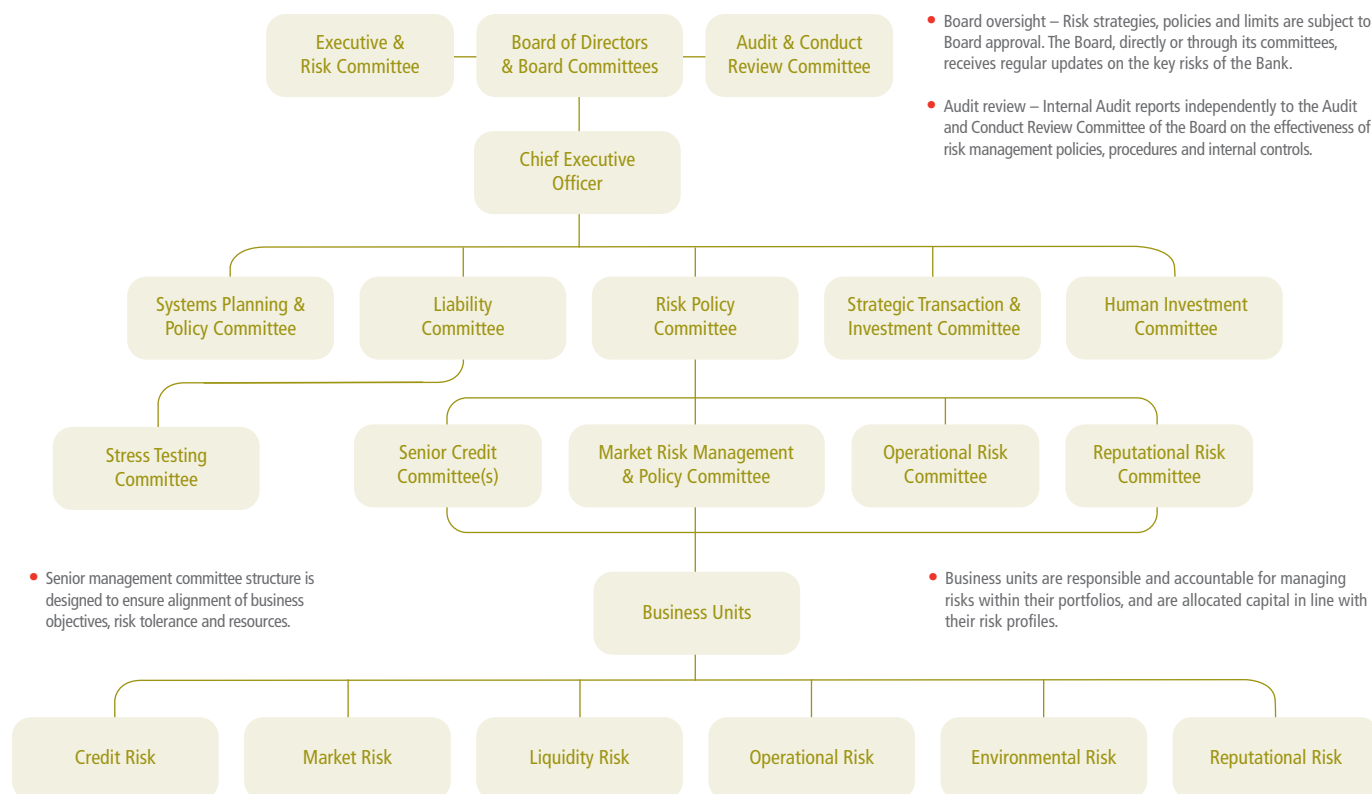 Executive &
Risk Committee
Board of Directors
& Board Committees
Audit & Conduct
Review Committee
• Board oversight – Risk strategies, policies and limits are subject to
Board approval. The Board, directly or through its committees,
receives regular updates on the key risks of the Bank.
• Audit review – Internal Audit reports independently to the Audit
and Conduct Review Committee of the Board on the effectiveness of
risk management policies, procedures and internal controls.
Chief Executive
Officer
Systems Planning &
Policy Committee
Liability
Committee
Risk Policy
Committee
Strategic Transaction &
Investment Committee
Human Investment
Committee
Stress Testing
Committee
Senior Credit
Committee(s)
Market Risk Management
& Policy Committee
Operational Risk
Committee
Reputational Risk
Committee
• Senior management committee structure is
designed to ensure alignment of business
objectives, risk tolerance and resources.
Business Units
• Business units are responsible and accountable for managing
risks within their portfolios, and are allocated capital in line with
their risk profiles.
Credit Risk
Market Risk
Liquidity Risk
Operational Risk
Environmental Risk
Reputational Risk